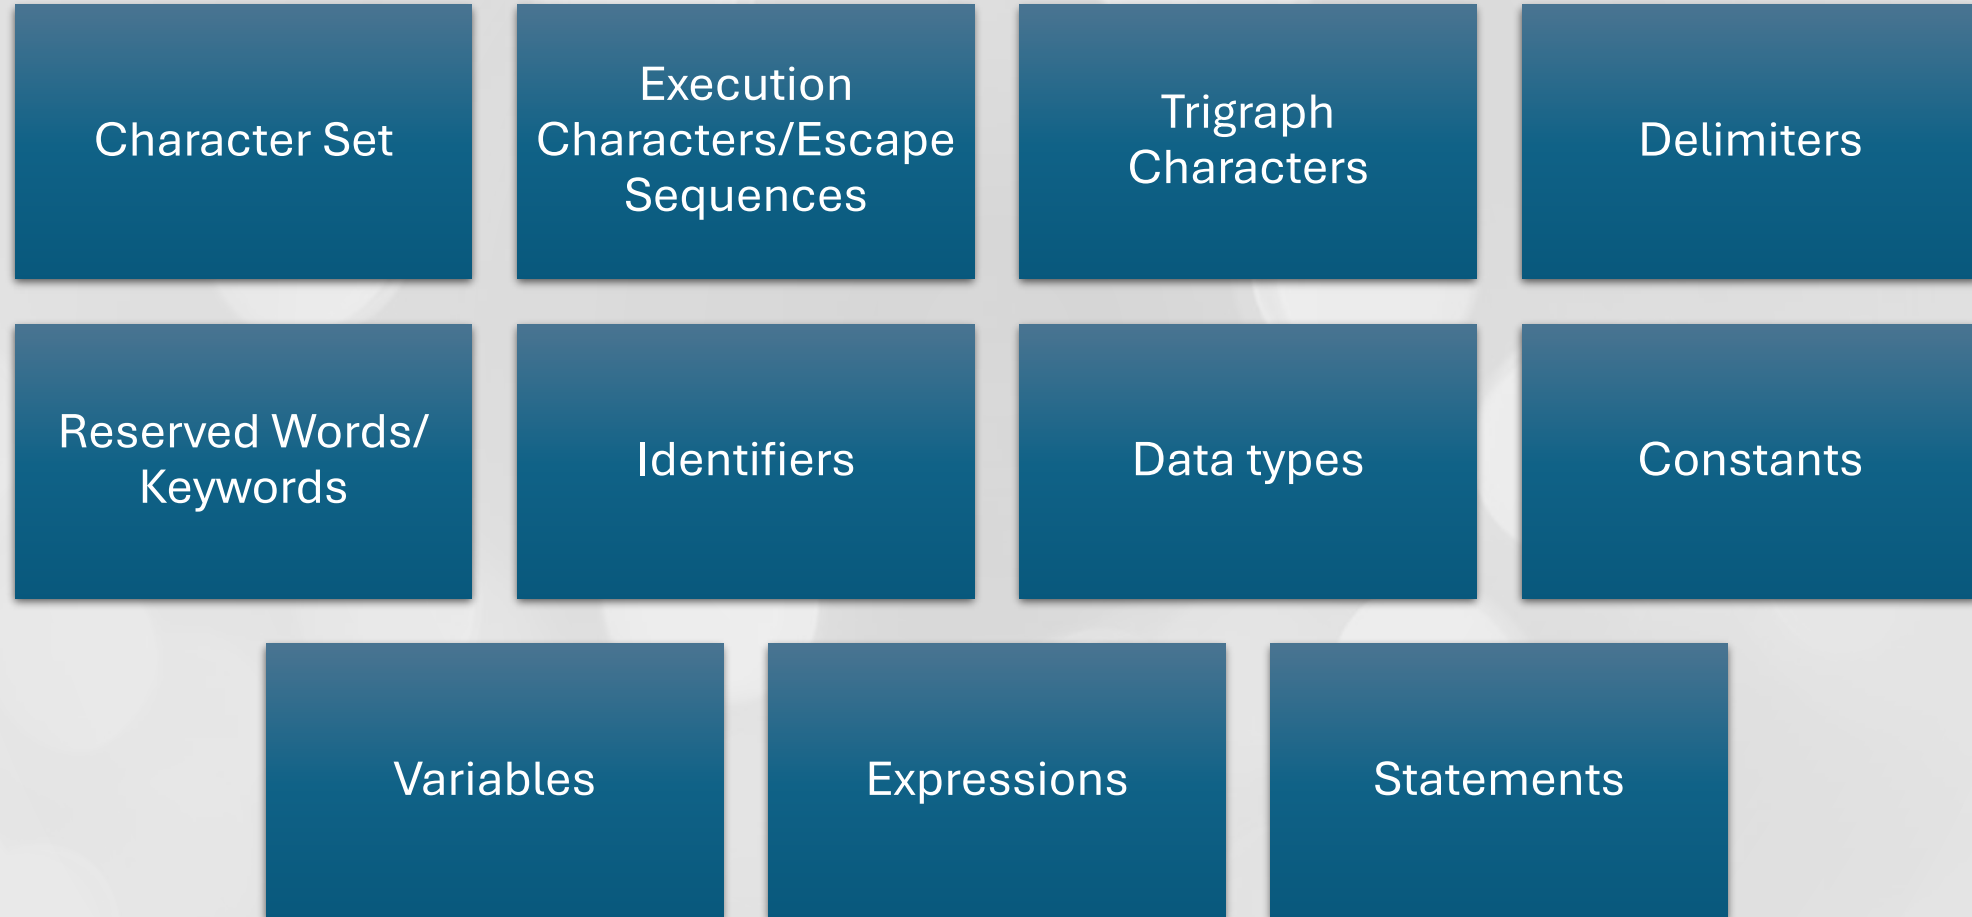 Character Set
Execution
Characters/Escape
Sequences
Trigraph
Characters
Delimiters
Reserved Words/
Keywords
Identifiers
Data types
Constants
Variables
Expressions
Statements